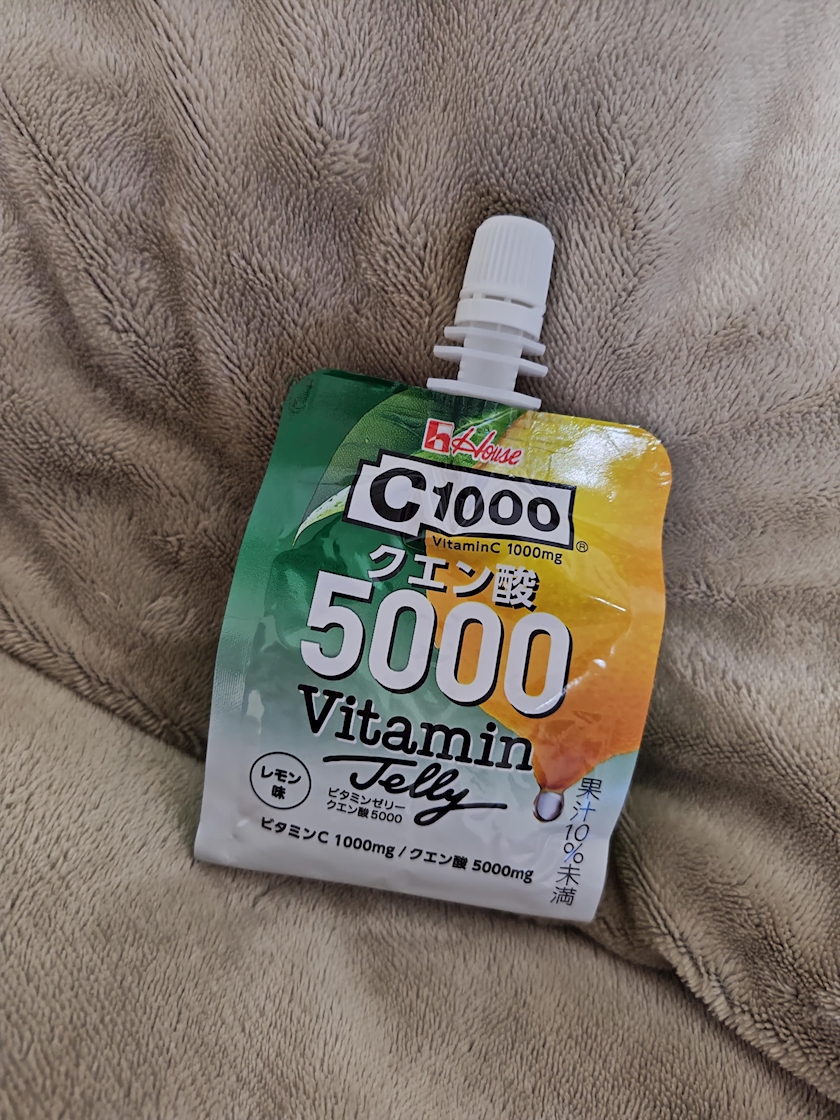 House
C1000
VitaminC 1000mg
®
クエン酸
5000
Vitamin
Jelly
レモン
味
ビタミンゼリー
クエン酸5000
ビタミンC 1000mg / クエン酸 5000mg
果汁10%未満